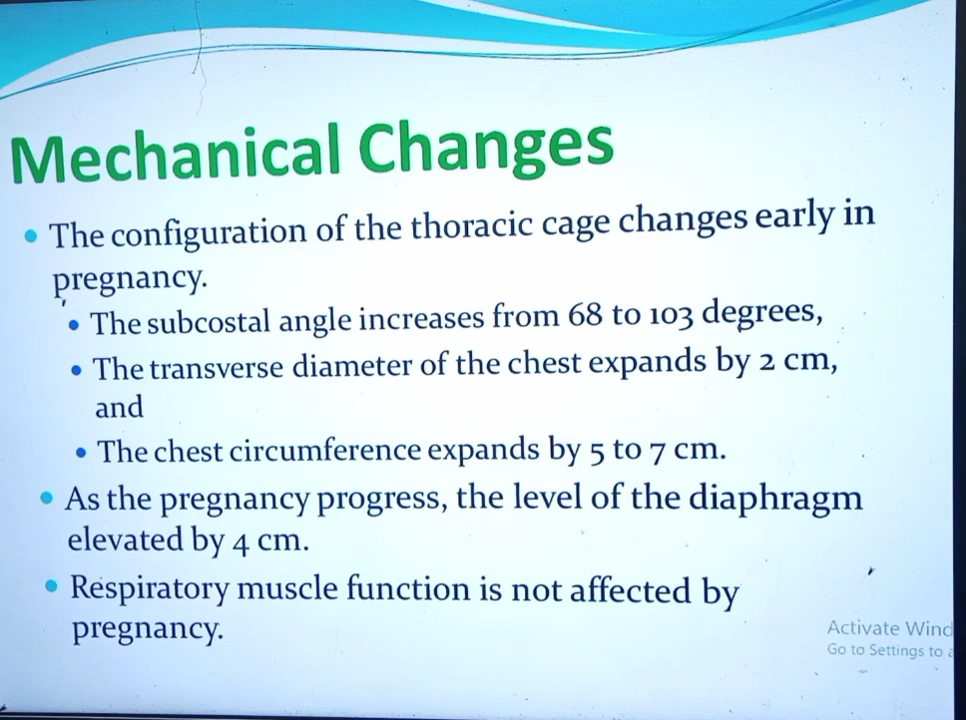 Mechanical Changes
• The configuration of the thoracic cage changes early in
pregnancy.
• The subcostal angle increases from 68 to 103 degrees,
• The transverse diameter of the chest expands by 2 cm,
and
• The chest circumference expands by 5 to 7 cm.
• As the pregnancy progress, the level of the diaphragm
elevated by 4 cm.
• Respiratory muscle function is not affected by
pregnancy.
Activate Wind
Go to Settings to a